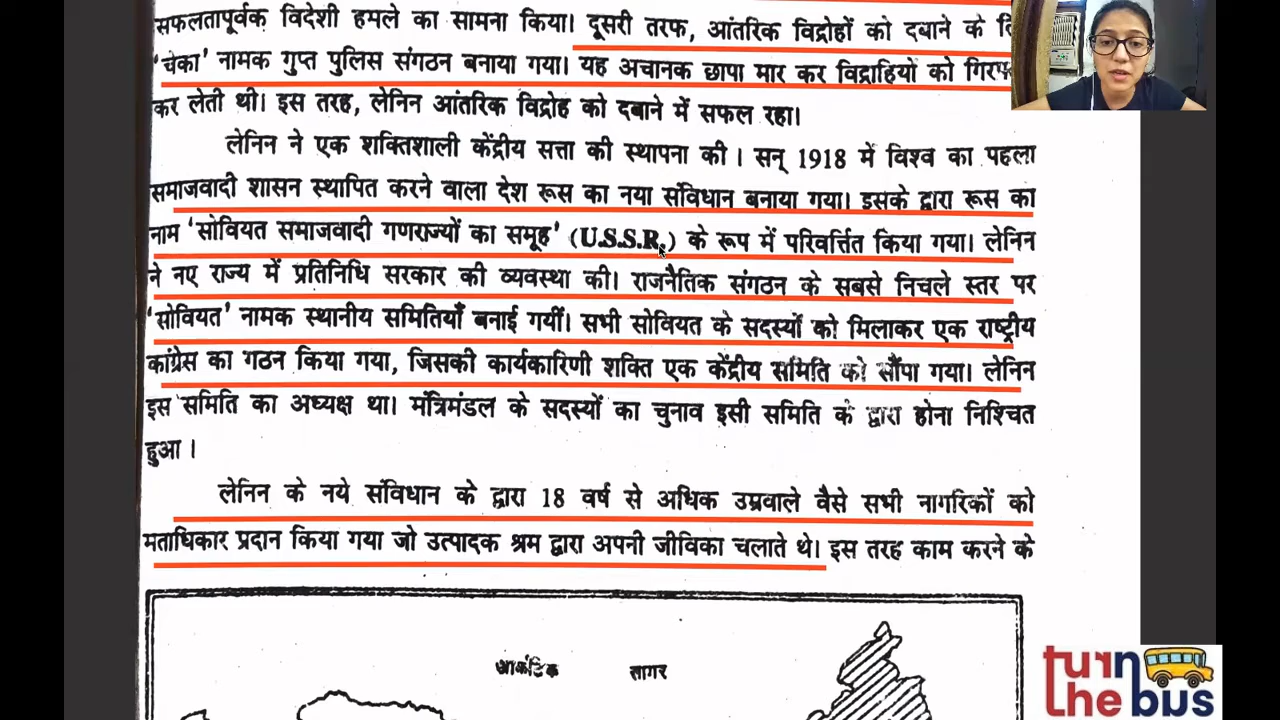 सफलतापूर्वक विदेशी हमले का सामना किया। दूसरी तरफ, आंतरिक विद्रोहों को दबाने के
'चेका' नामक गुप्त पुलिस संगठन बनाया गया। यह अचानक छापा मार कर विद्राहियों को
कर लेती थी। इस तरह, लेनिन आंतरिक विद्रोह को दबाने में सफल रहा।
लेनिन ने एक शक्तिशाली केंद्रीय सत्ता की स्थापना की । सन् 1918 में विश्व का पहला
समाजवादी शासन स्थापित करने वाला देश रूस का नया संविधान बनाया गया। इसके द्वारा रूस का
नाम 'सोवियत समाजवादी गणराज्यों का समूह' (U.S.S.R.) के रूप में परिवर्त्तित किया गया। लेनिन
ने नए राज्य में प्रतिनिधि सरकार की व्यवस्था की। राजनैतिक संगठन के सबसे निचले स्तर पर
'सोवियत' नामक स्थानीय समितियाँ बनाई गयीं। सभी सोवियत के सदस्यों को मिलाकर एक राष्ट्रीय
कांग्रेस का गठन किया गया, जिसकी कार्यकारिणी शक्ति एक केंद्रीय समिति को सौंपा गया। लेनिन
इस समिति का अध्यक्ष था। मंत्रिमंडल के सदस्यों का चुनाव इसी समिति के द्वारा होना निश्चित
हुआ ।
लेनिन के नये संविधान के द्वारा 18 वर्ष से अधिक उम्रवाले वैसे सभी नागरिकों को
मताधिकार प्रदान किया गया जो उत्पादक श्रम द्वारा अपनी जीविका चलाते थे। इस तरह काम करने के
आर्कटिक सागर
turn
the bus